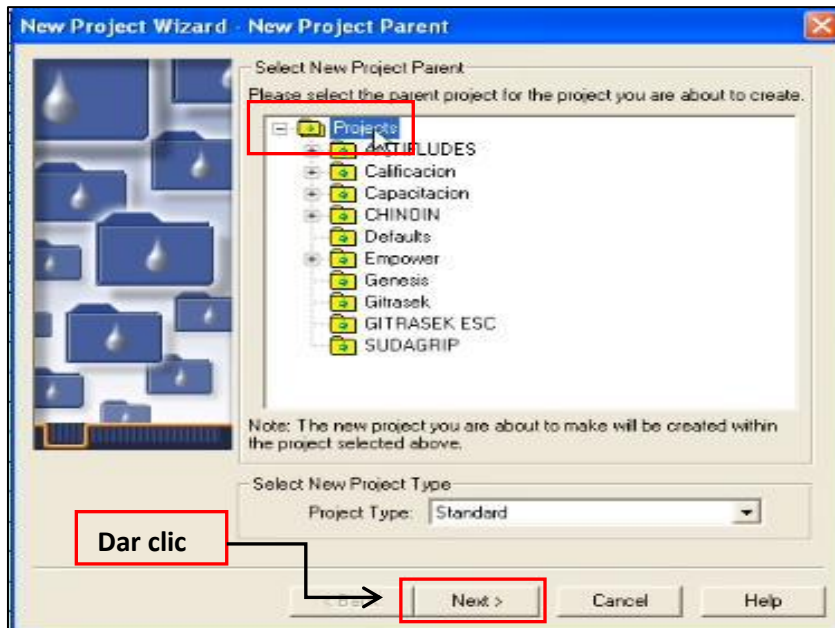 New Project Wizard - New Project Parent
Select New Project Parent
Please select the parent project for the project you are about to create.
Projects
Calificacion
Capacitacion
CHINOIN
Defaults
Empower
Genesis
Gitrasek
GITRASEK ESC
SUDAGRIP
Note: The new project you are about to make will be created within
the project selected above.
Select New Project Type
Project Type: Standard
Dar clic
Next > Cancel Help